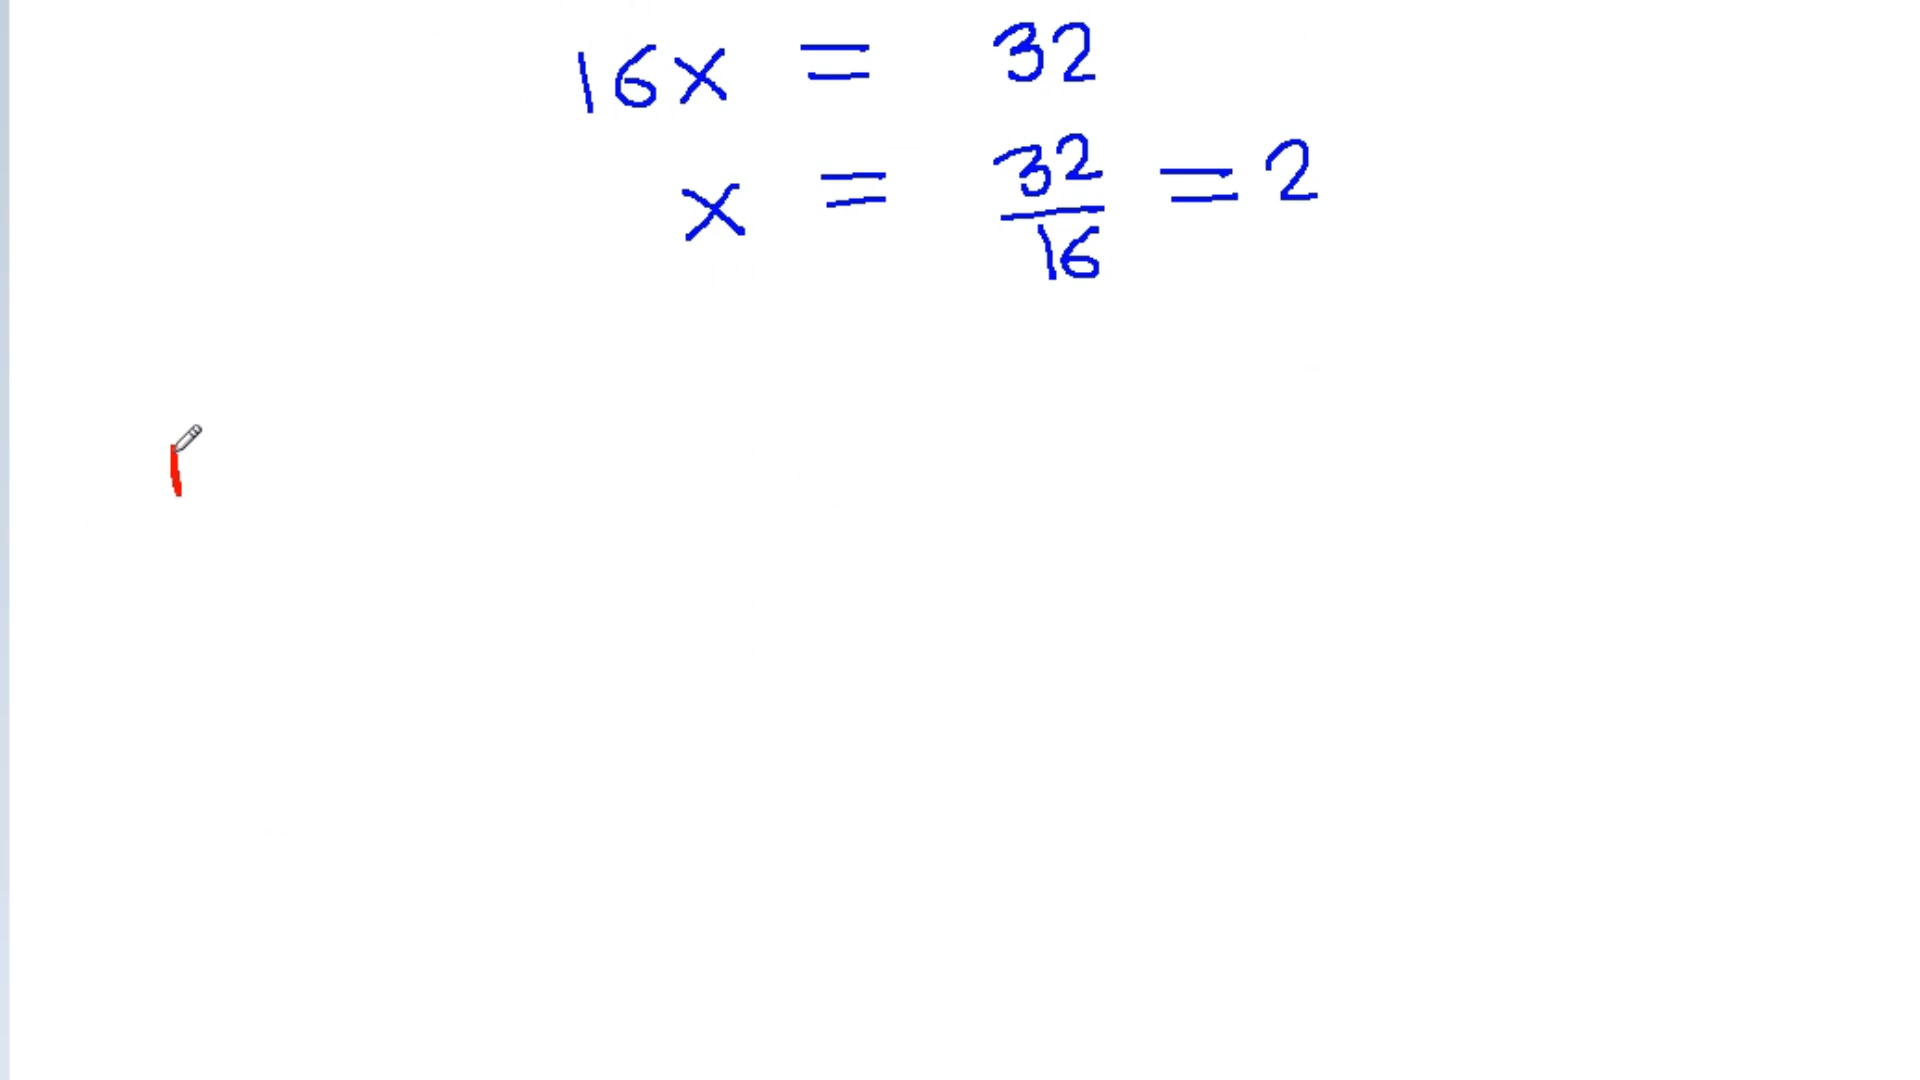 16x = 32
x = 32/16 = 2